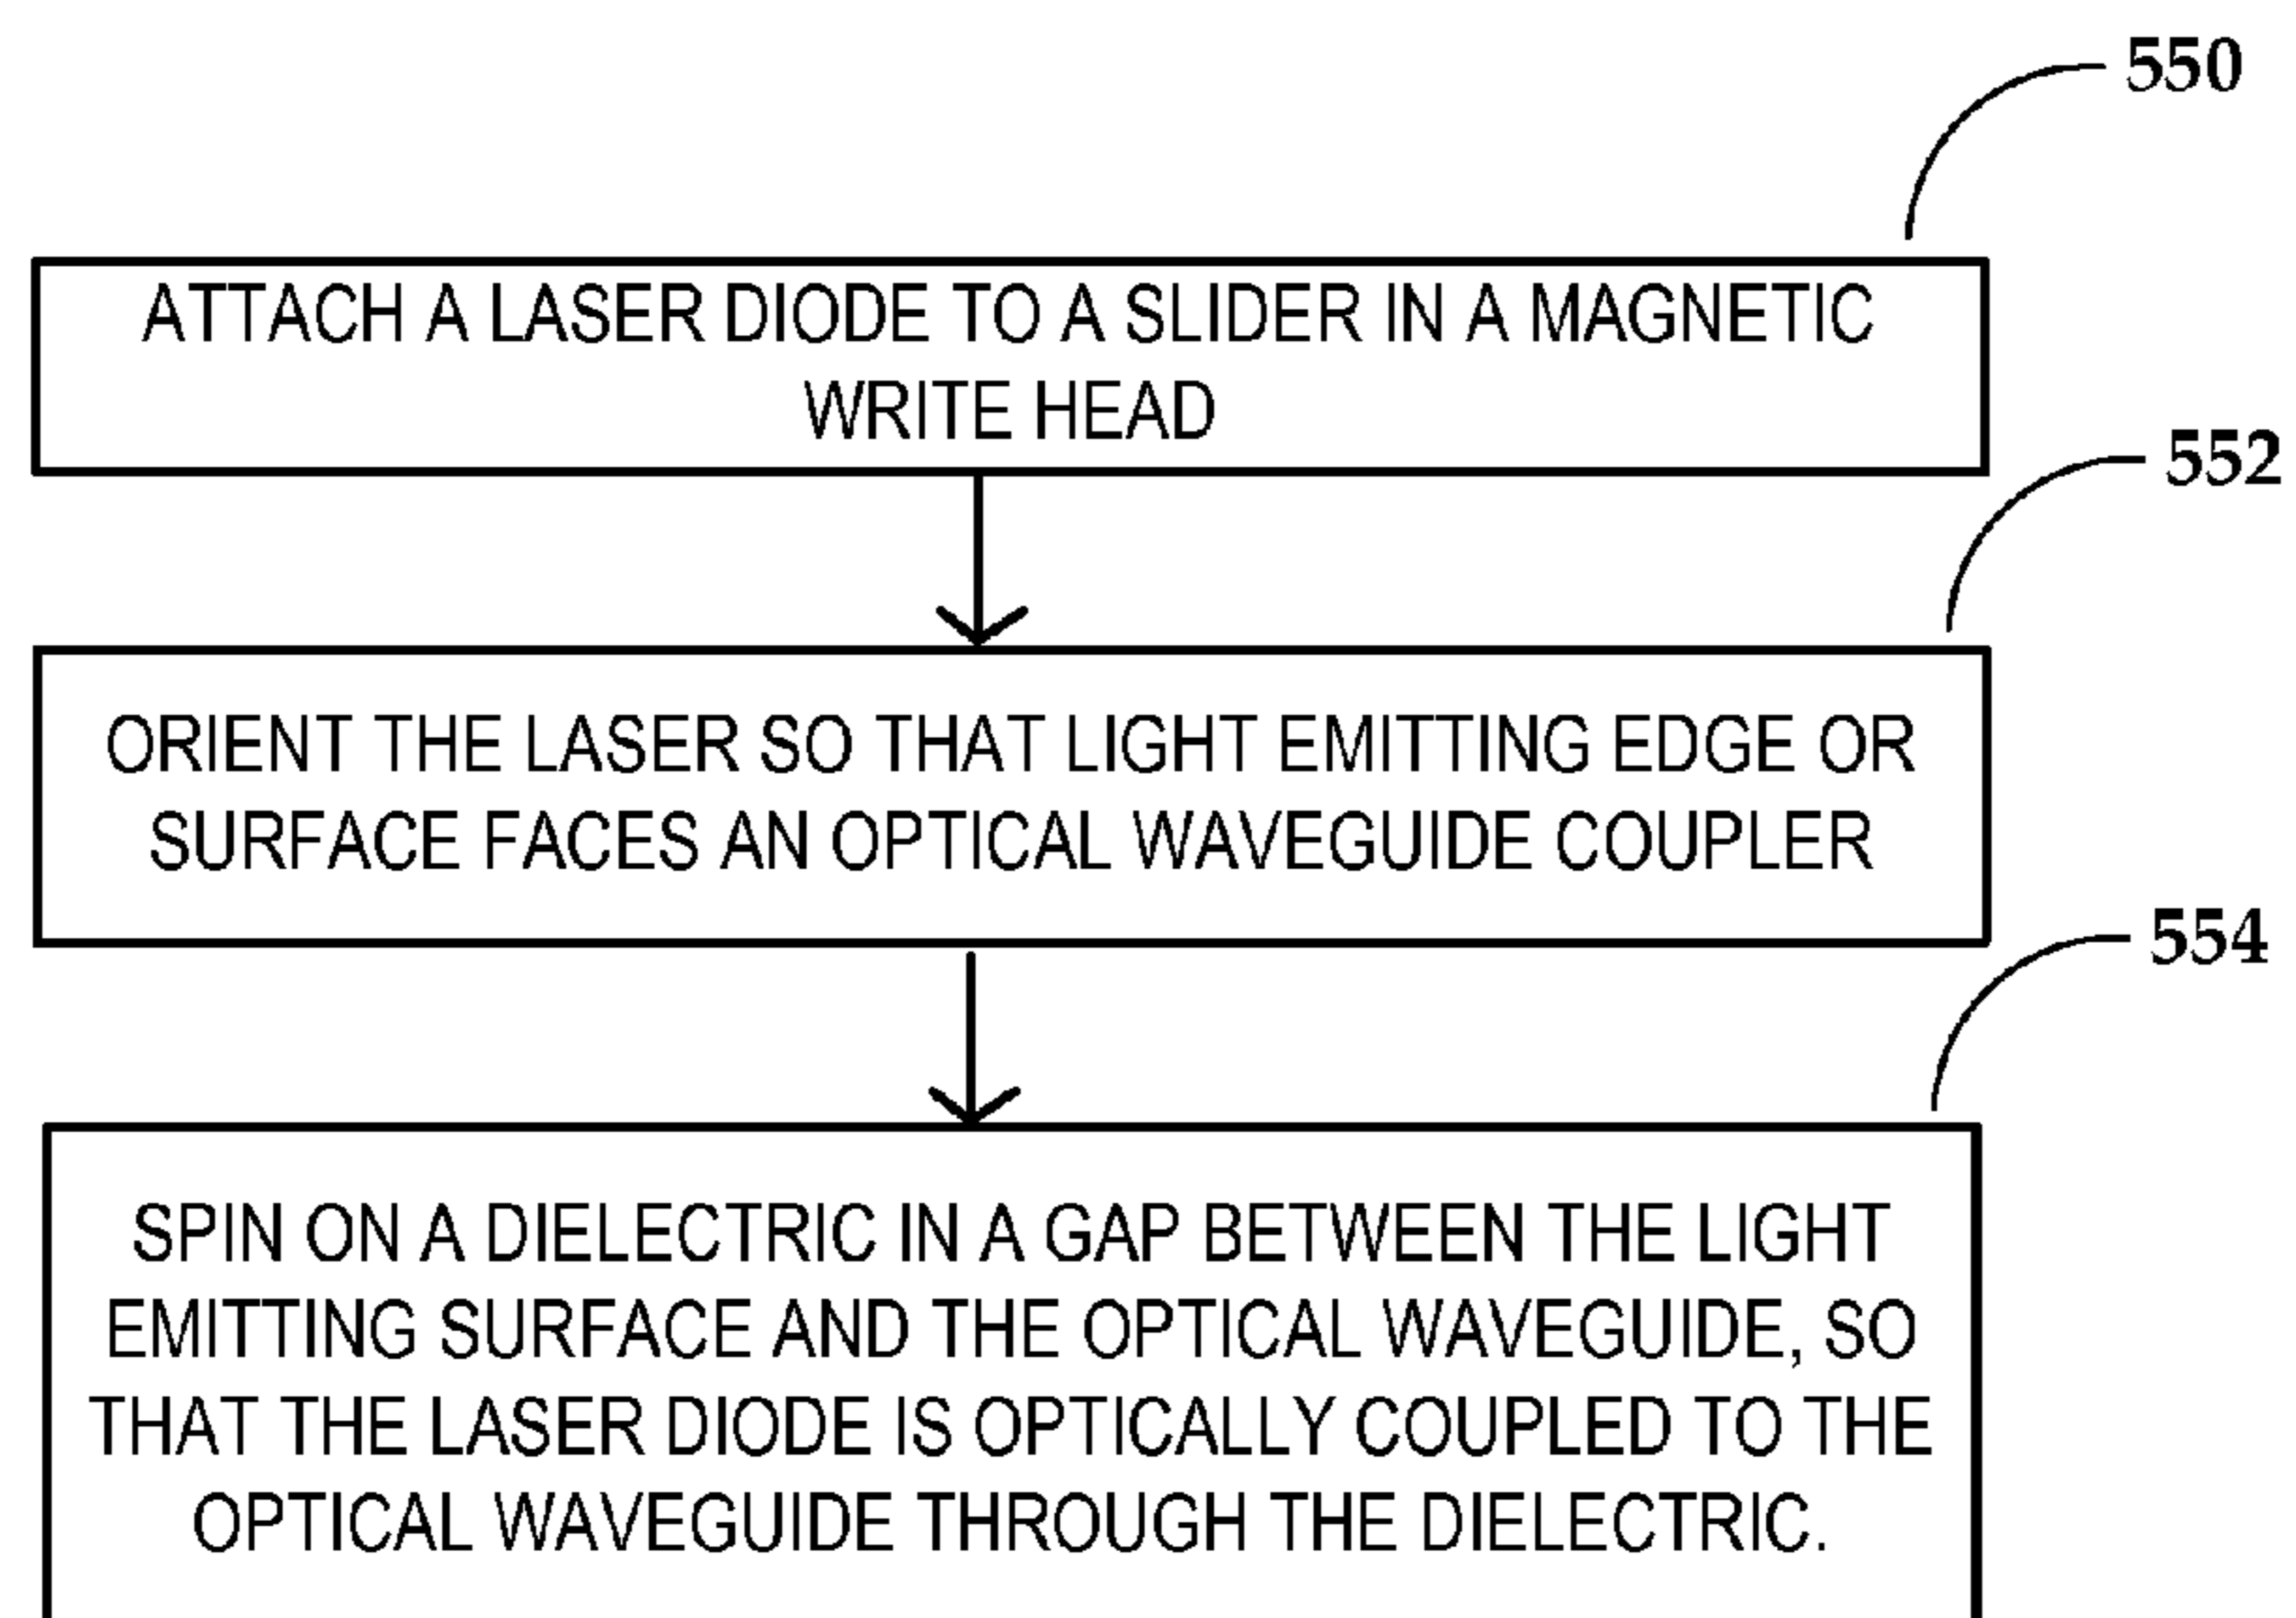 550
ATTACH A LASER DIODE TO A SLIDER IN A MAGNETIC
WRITE HEAD
552
ORIENT THE LASER SO THAT LIGHT EMITTING EDGE OR
SURFACE FACES AN OPTICAL WAVEGUIDE COUPLER
554
SPIN ON A DIELECTRIC IN A GAP BETWEEN THE LIGHT
EMITTING SURFACE AND THE OPTICAL WAVEGUIDE, SO
THAT THE LASER DIODE IS OPTICALLY COUPLED TO THE
OPTICAL WAVEGUIDE THROUGH THE DIELECTRIC.